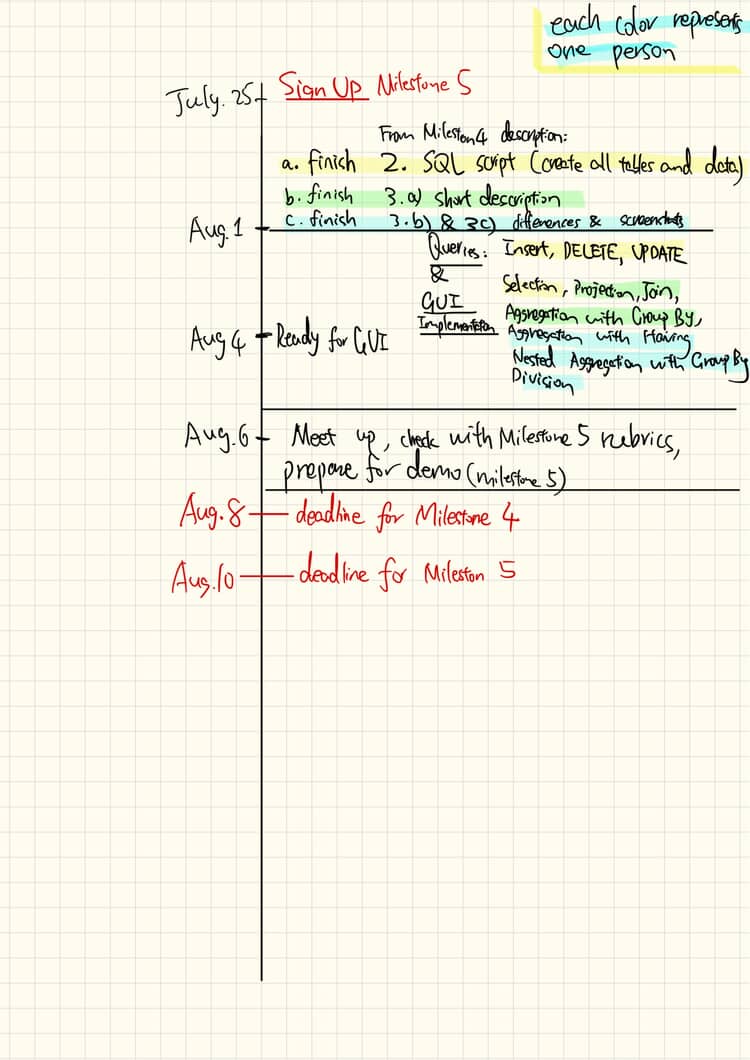 each color represents
one person
July. 25 Sign Up Milestone 5
From Mileston 4 description:
a. finish 2. SQL script (create all tables and data)
b. finish 3. a) short description
Aug. 1 c. finish 3. b) & 3c) differences & screenshots
Queries: Insert, DELETE, UPDATE
&
Selection, Projection, Join,
GUI
Aggregation with Group By,
Implementation Aggregation with Having
Aug 4 Ready for GUI
Nested Aggregation with Group By
Division
Aug. 6 Meet up, check with Milestone 5 rubrics,
prepare for demo (milestone 5)
Aug. 8 deadline for Milestone 4
Aug. 10 deadline for Mileston 5